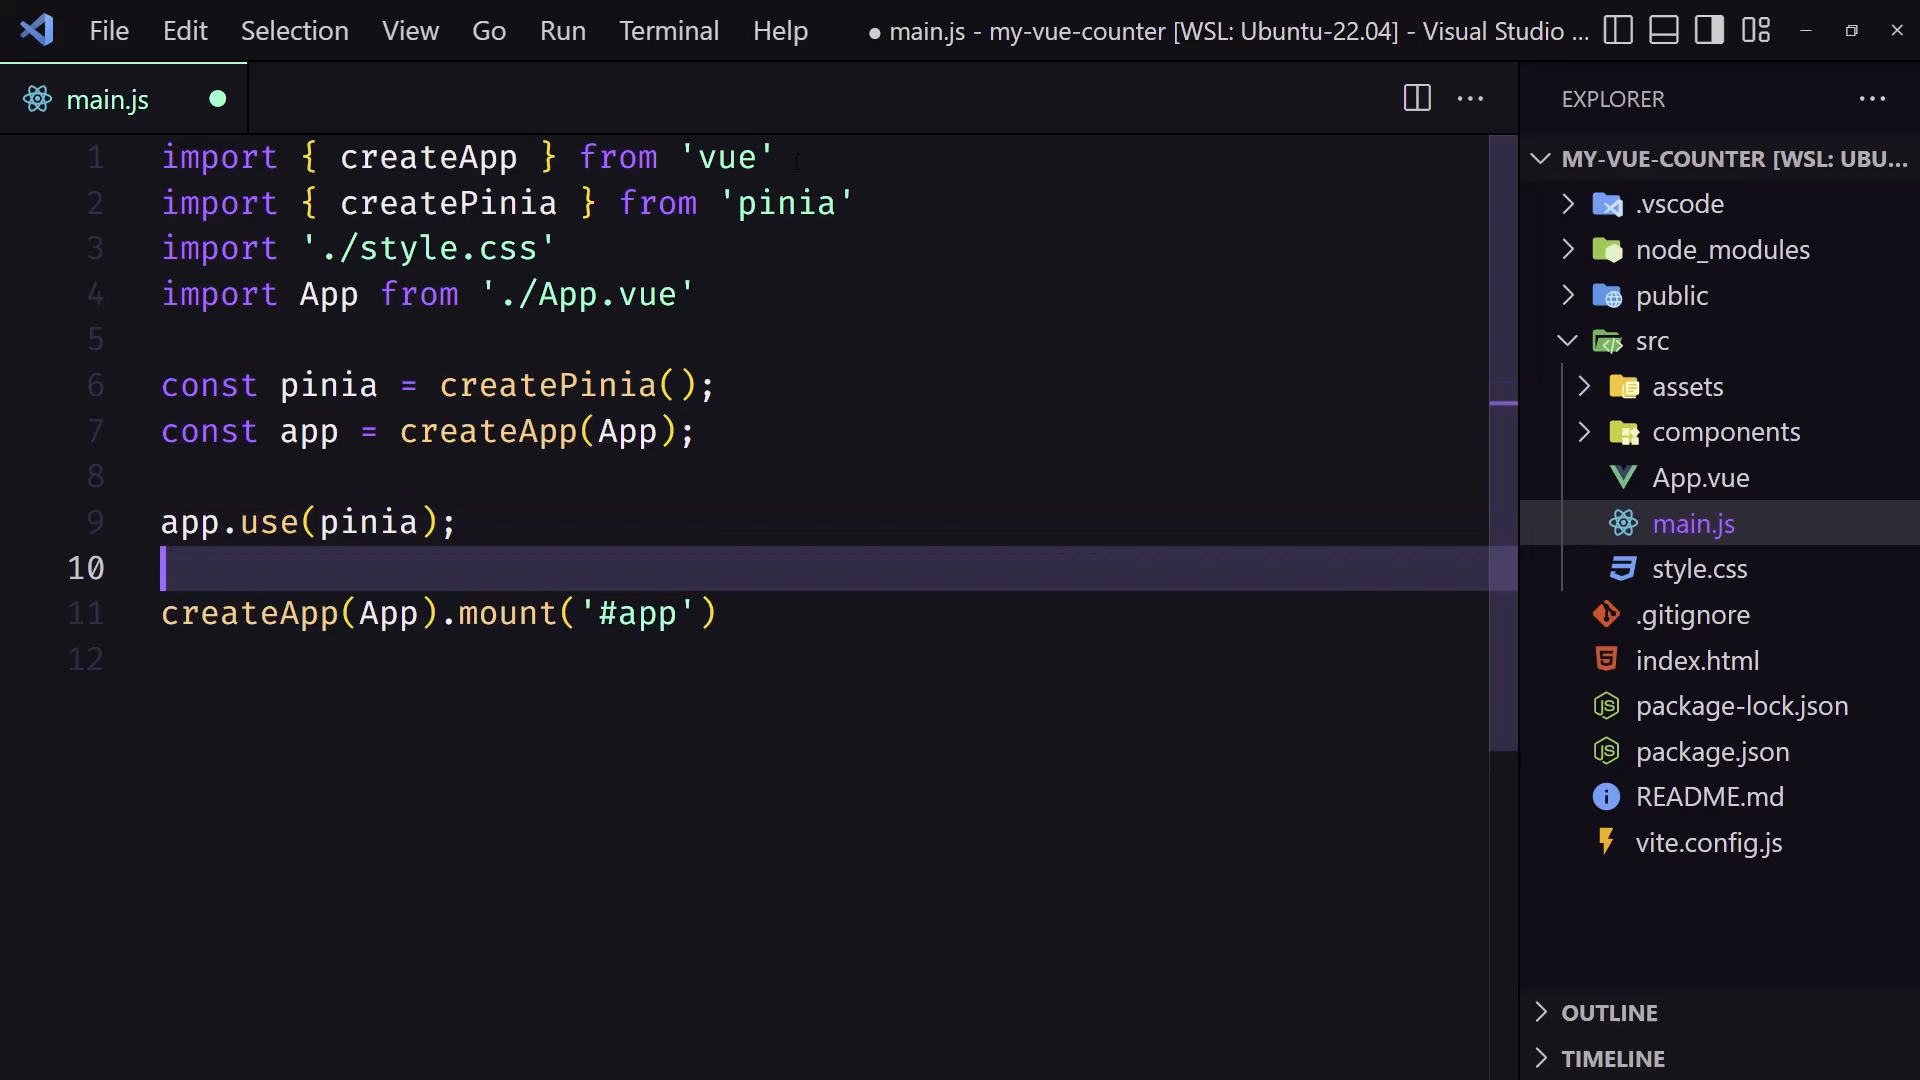 File Edit Selection View Go Run Terminal Help ● main.js - my-vue-counter [WSL: Ubuntu-22.04] - Visual Studio ...
main.js
1 import { createApp } from 'vue'
2 import { createPinia } from 'pinia'
3 import './style.css'
4 import App from './App.vue'
5
6 const pinia = createPinia();
7 const app = createApp(App);
8
9 app.use(pinia);
10
11 createApp(App).mount('#app')
12
EXPLORER
MY-VUE-COUNTER [WSL: UBU...
.vscode
node_modules
public
src
assets
components
App.vue
main.js
style.css
.gitignore
index.html
package-lock.json
package.json
README.md
vite.config.js
OUTLINE
TIMELINE